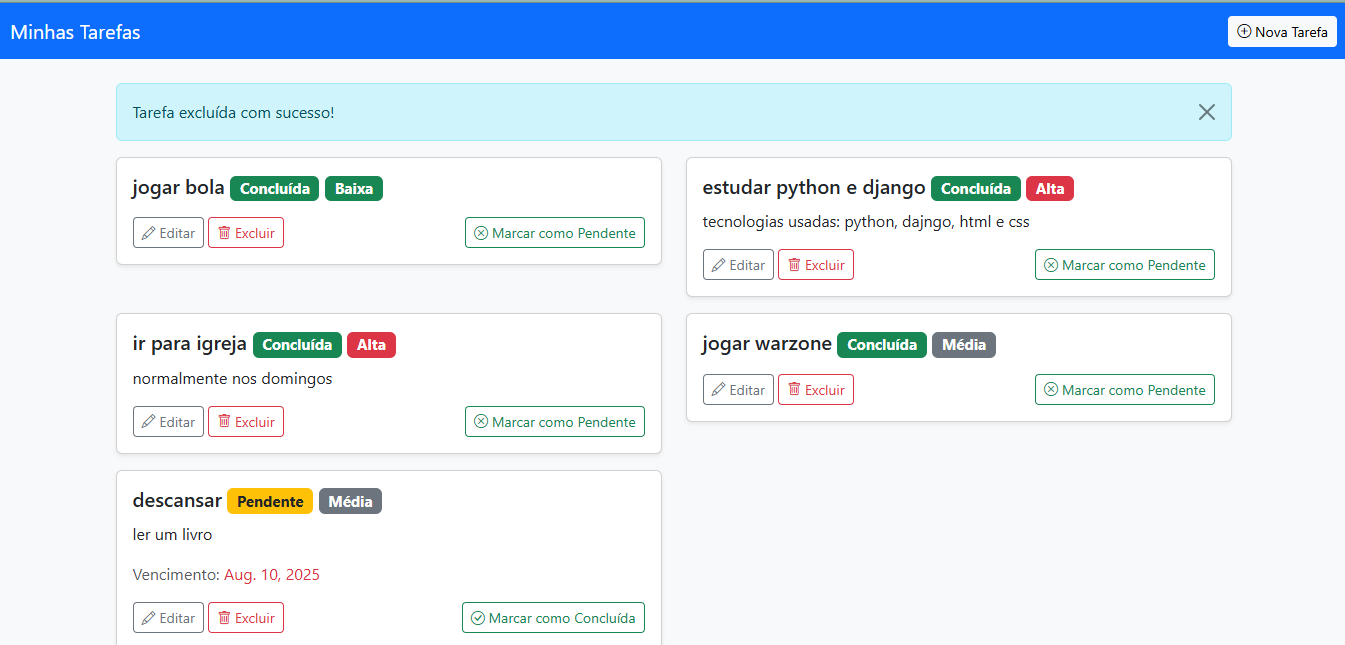 Minhas Tarefas
Nova Tarefa
Tarefa excluída com sucesso!
jogar bola Concluída Baixa
Editar Excluir Marcar como Pendente
estudar python e django Concluída Alta
tecnologias usadas: python, dajngo, html e css
Editar Excluir Marcar como Pendente
ir para igreja Concluída Alta
normalmente nos domingos
Editar Excluir Marcar como Pendente
jogar warzone Concluída Média
Editar Excluir Marcar como Pendente
descansar Pendente Média
ler um livro
Vencimento: Aug. 10, 2025
Editar Excluir Marcar como Concluída